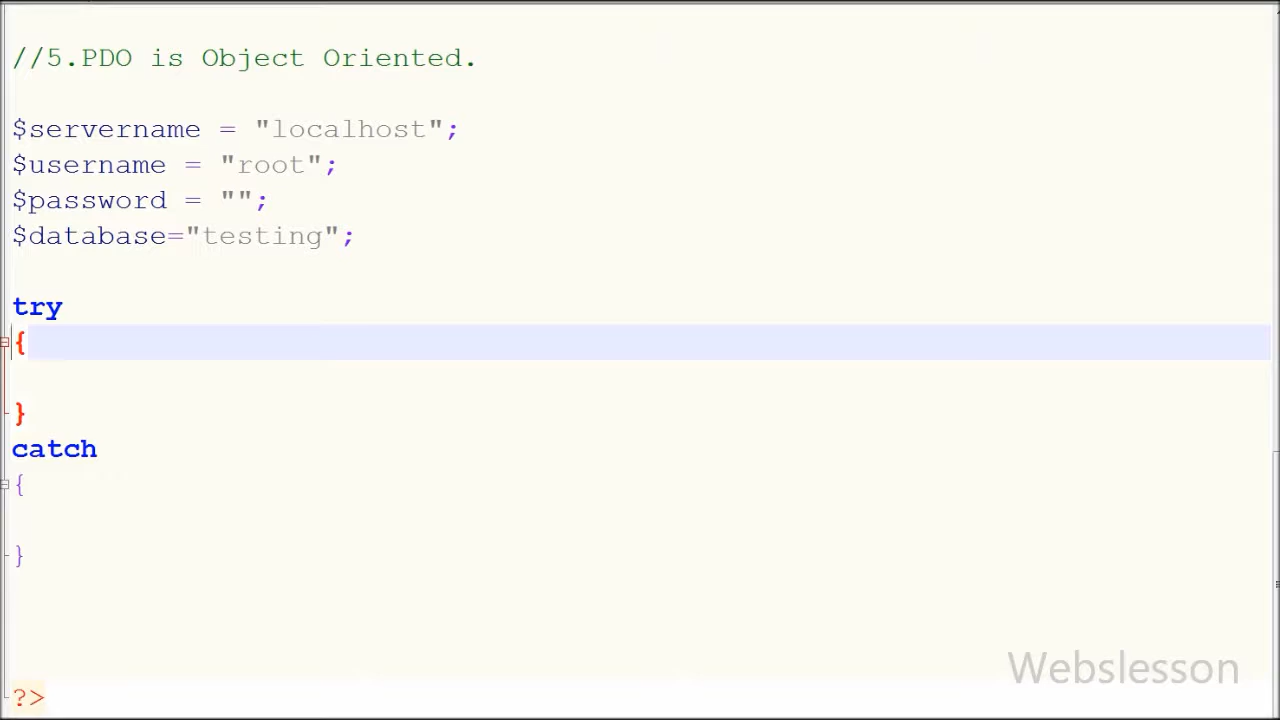 //5.PDO is Object Oriented.
$servername = "localhost";
$username = "root";
$password = "";
$database="testing";
try
{
}
catch
{
}
Webslesson
?>